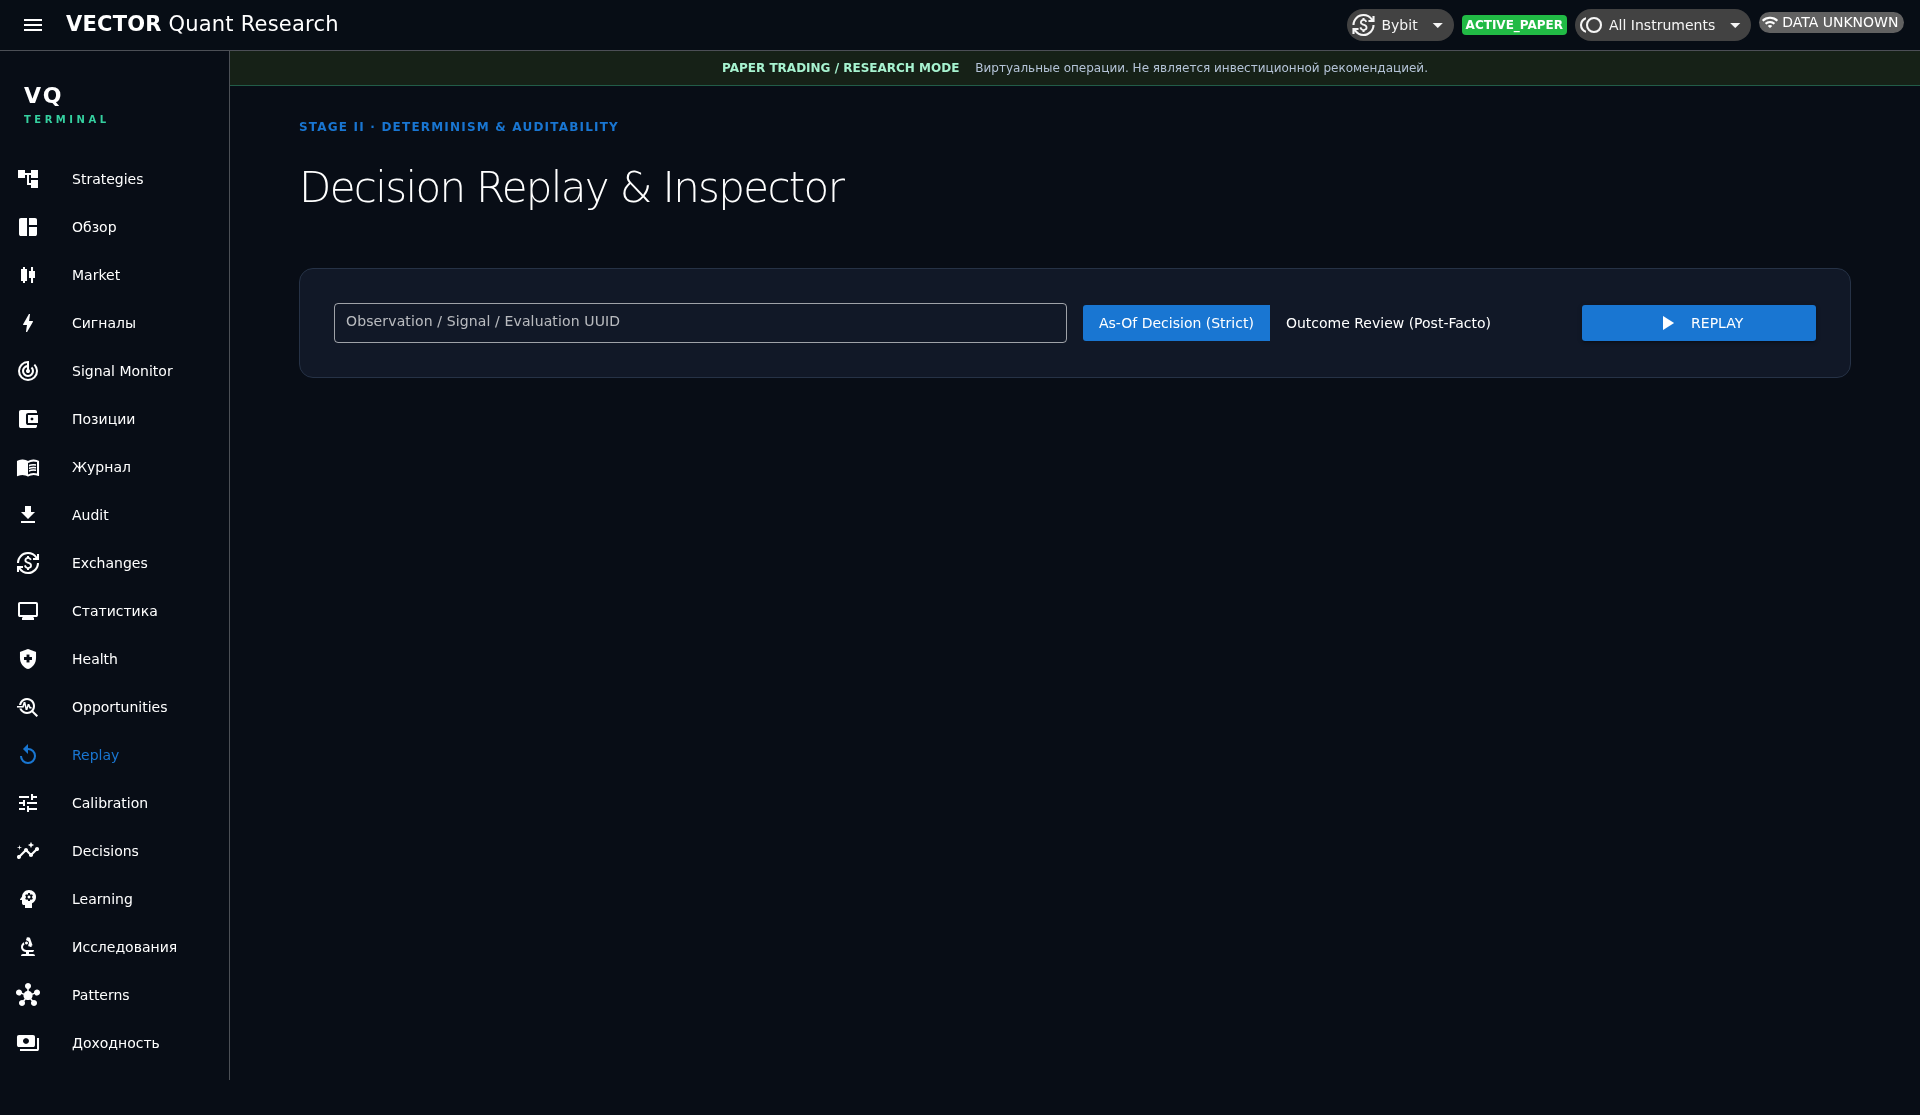 VECTOR Quant Research
Bybit
ACTIVE_PAPER
All Instruments
DATA UNKNOWN
PAPER TRADING / RESEARCH MODE Виртуальные операции. Не является инвестиционной рекомендацией.
VQ
TERMINAL
Strategies
Обзор
Market
Сигналы
Signal Monitor
Позиции
Журнал
Audit
Exchanges
Статистика
Health
Opportunities
Replay
Calibration
Decisions
Learning
Исследования
Patterns
Доходность
STAGE II · DETERMINISM & AUDITABILITY
Decision Replay & Inspector
Observation / Signal / Evaluation UUID
As-Of Decision (Strict)
Outcome Review (Post-Facto)
REPLAY